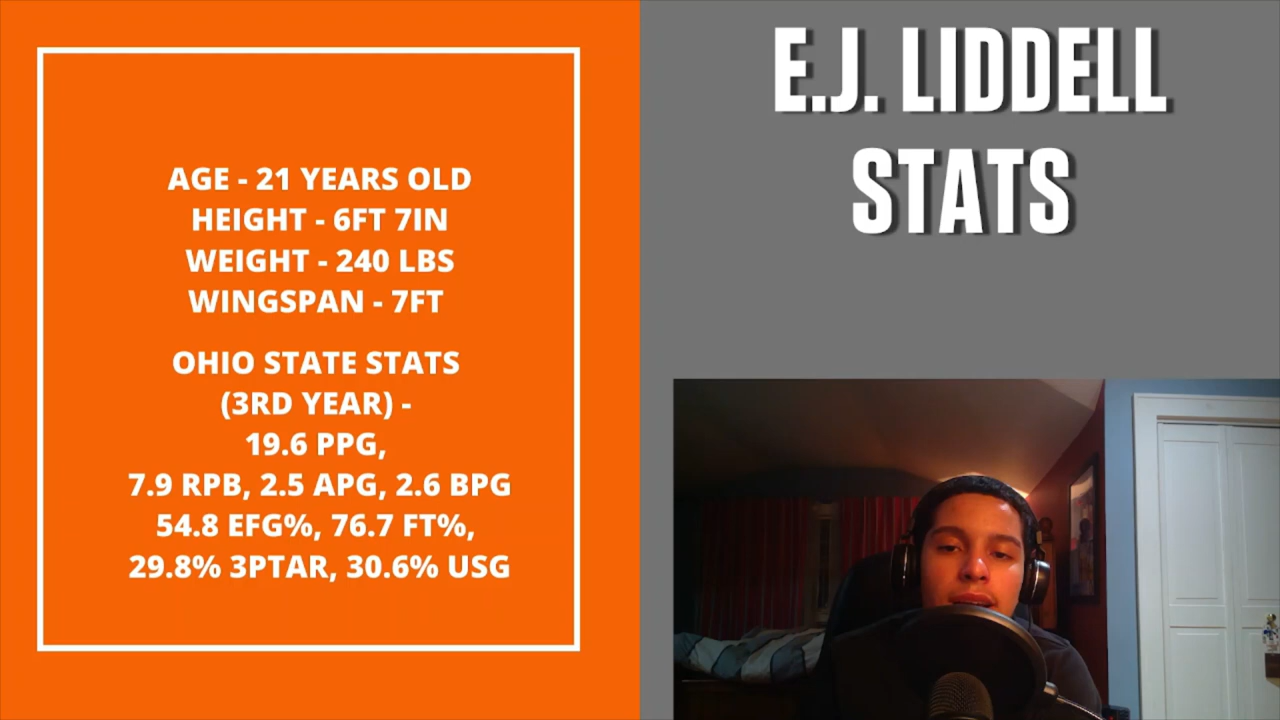 AGE - 21 YEARS OLD
HEIGHT - 6FT 7IN
WEIGHT - 240 LBS
WINGSPAN - 7FT
OHIO STATE STATS
(3RD YEAR) -
19.6 PPG,
7.9 RPB, 2.5 APG, 2.6 BPG
54.8 EFG%, 76.7 FT%,
29.8% 3PTAR, 30.6% USG
E.J. LIDDELL
STATS